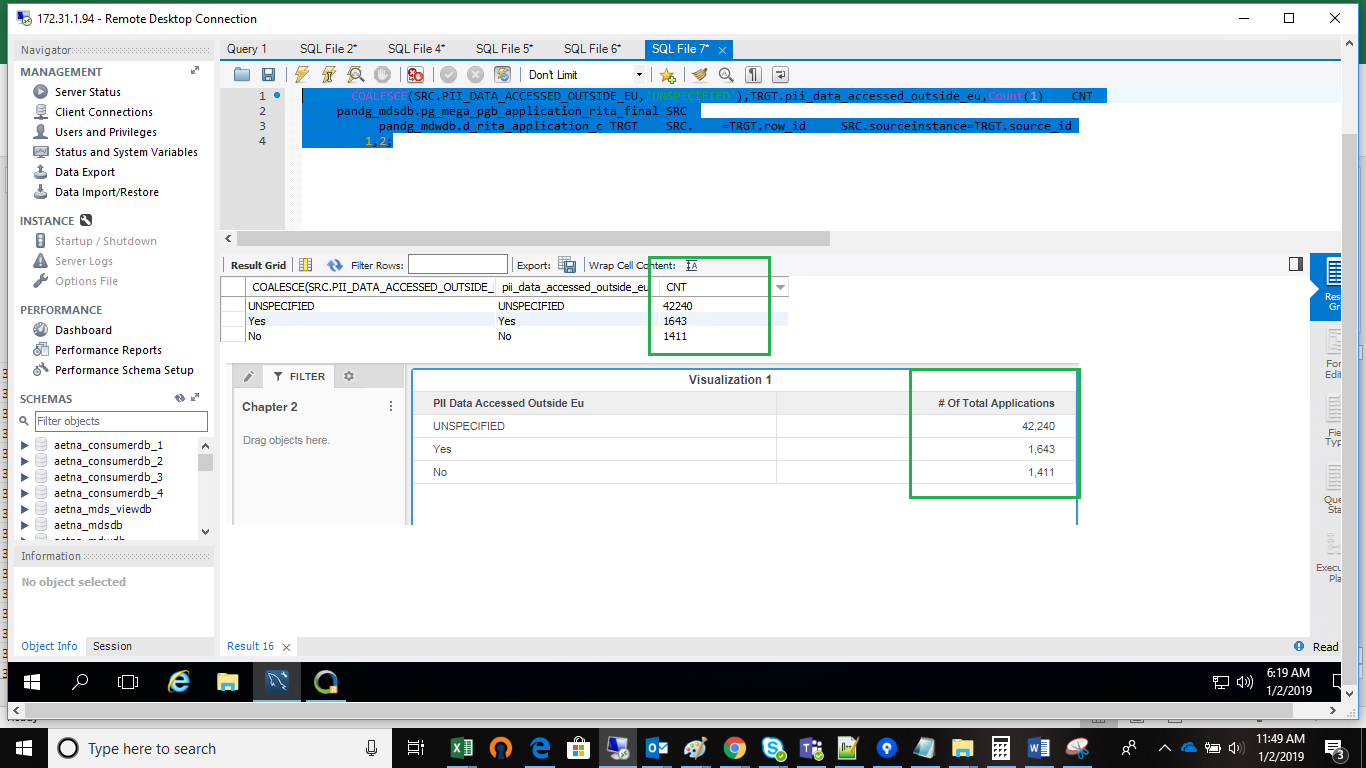 172.31.1.94 - Remote Desktop Connection
Navigator
MANAGEMENT
Server Status
Client Connections
Users and Privileges
Status and System Variables
Data Export
Data Import/Restore
INSTANCE
Startup / Shutdown
Server Logs
Options File
PERFORMANCE
Dashboard
Performance Reports
Performance Schema Setup
SCHEMAS
Filter objects
aetna_consumerdb_1
aetna_consumerdb_2
aetna_consumerdb_3
aetna_consumerdb_4
aetna_mds_viewdb
aetna_mdsdb
aetna_mdwdb
Information
No object selected
Object Info Session
Query 1 SQL File 2* SQL File 4* SQL File 5* SQL File 6* SQL File 7*
Don't Limit
1 COALESCE(SRC.PII_DATA_ACCESSED_OUTSIDE_EU,'UNSPECIFIED'),TRGT.pii_data_accessed_outside_eu,Count(1) CNT
2 pandg_mdsdb.pg_mega_pgb_application_rita_final SRC
3 pandg_mdwdb.d_rita_application_c TRGT SRC. =TRGT.row_id SRC.sourceinstance=TRGT.source_id
4 1,2;
Result Grid Filter Rows: Export: Wrap Cell Content:
COALESCE(SRC.PII_DATA_ACCESSED_OUTSIDE_ pii_data_accessed_outside_eu CNT
UNSPECIFIED UNSPECIFIED 42240
Yes Yes 1643
No No 1411
FILTER
Chapter 2
Drag objects here.
Visualization 1
PII Data Accessed Outside Eu # Of Total Applications
UNSPECIFIED 42,240
Yes 1,643
No 1,411
Result 16
Read
6:19 AM
1/2/2019
Type here to search
11:49 AM
1/2/2019
3